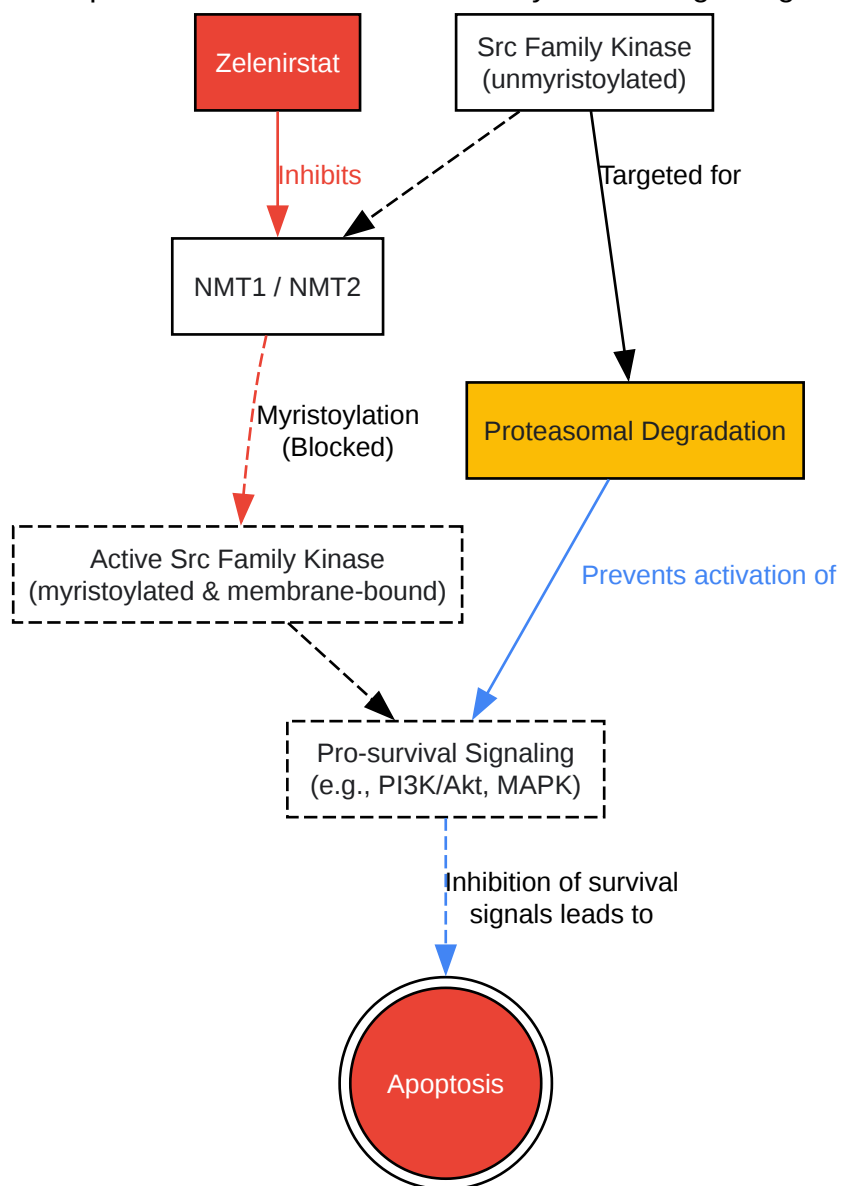 Zelenirstat
Src Family Kinase
(unmyristoylated)
Inhibits
Targeted for
NMT1 / NMT2
Myristoylation
(Blocked)
Proteasomal Degradation
Active Src Family Kinase
(myristoylated & membrane-bound)
Prevents activation of
Pro-survival Signaling
(e.g., PI3K/Akt, MAPK)
Inhibition of survival
signals leads to
Apoptosis